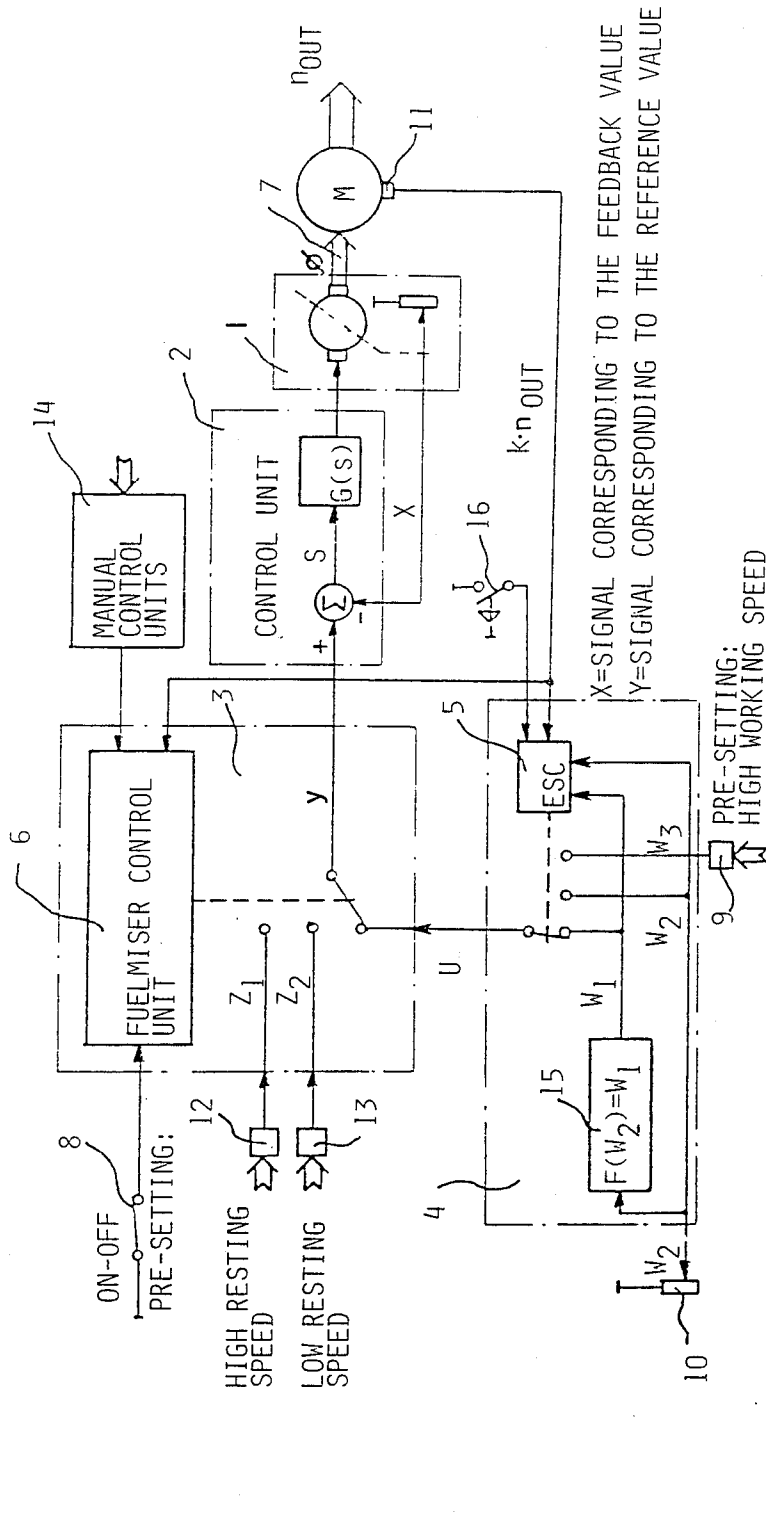 ON-OFF
8
PRE-SETTING:
HIGH RESTING
SPEED
LOW RESTING
SPEED
12
13
6
FUELMISER CONTROL
UNIT
Z1
Z2
3
y
U
MANUAL
CONTROL
UNITS
14
CONTROL UNIT
2
+
-
Σ
S
G(s)
X
1
ϕ
7
M
nOUT
11
k·nOUT
16
5
ESC
4
15
F(W2)=W1
W1
W2
W3
W2
10
9
PRE-SETTING:
HIGH WORKING SPEED
X=SIGNAL CORRESPONDING TO THE FEEDBACK VALUE
Y=SIGNAL CORRESPONDING TO THE REFERENCE VALUE